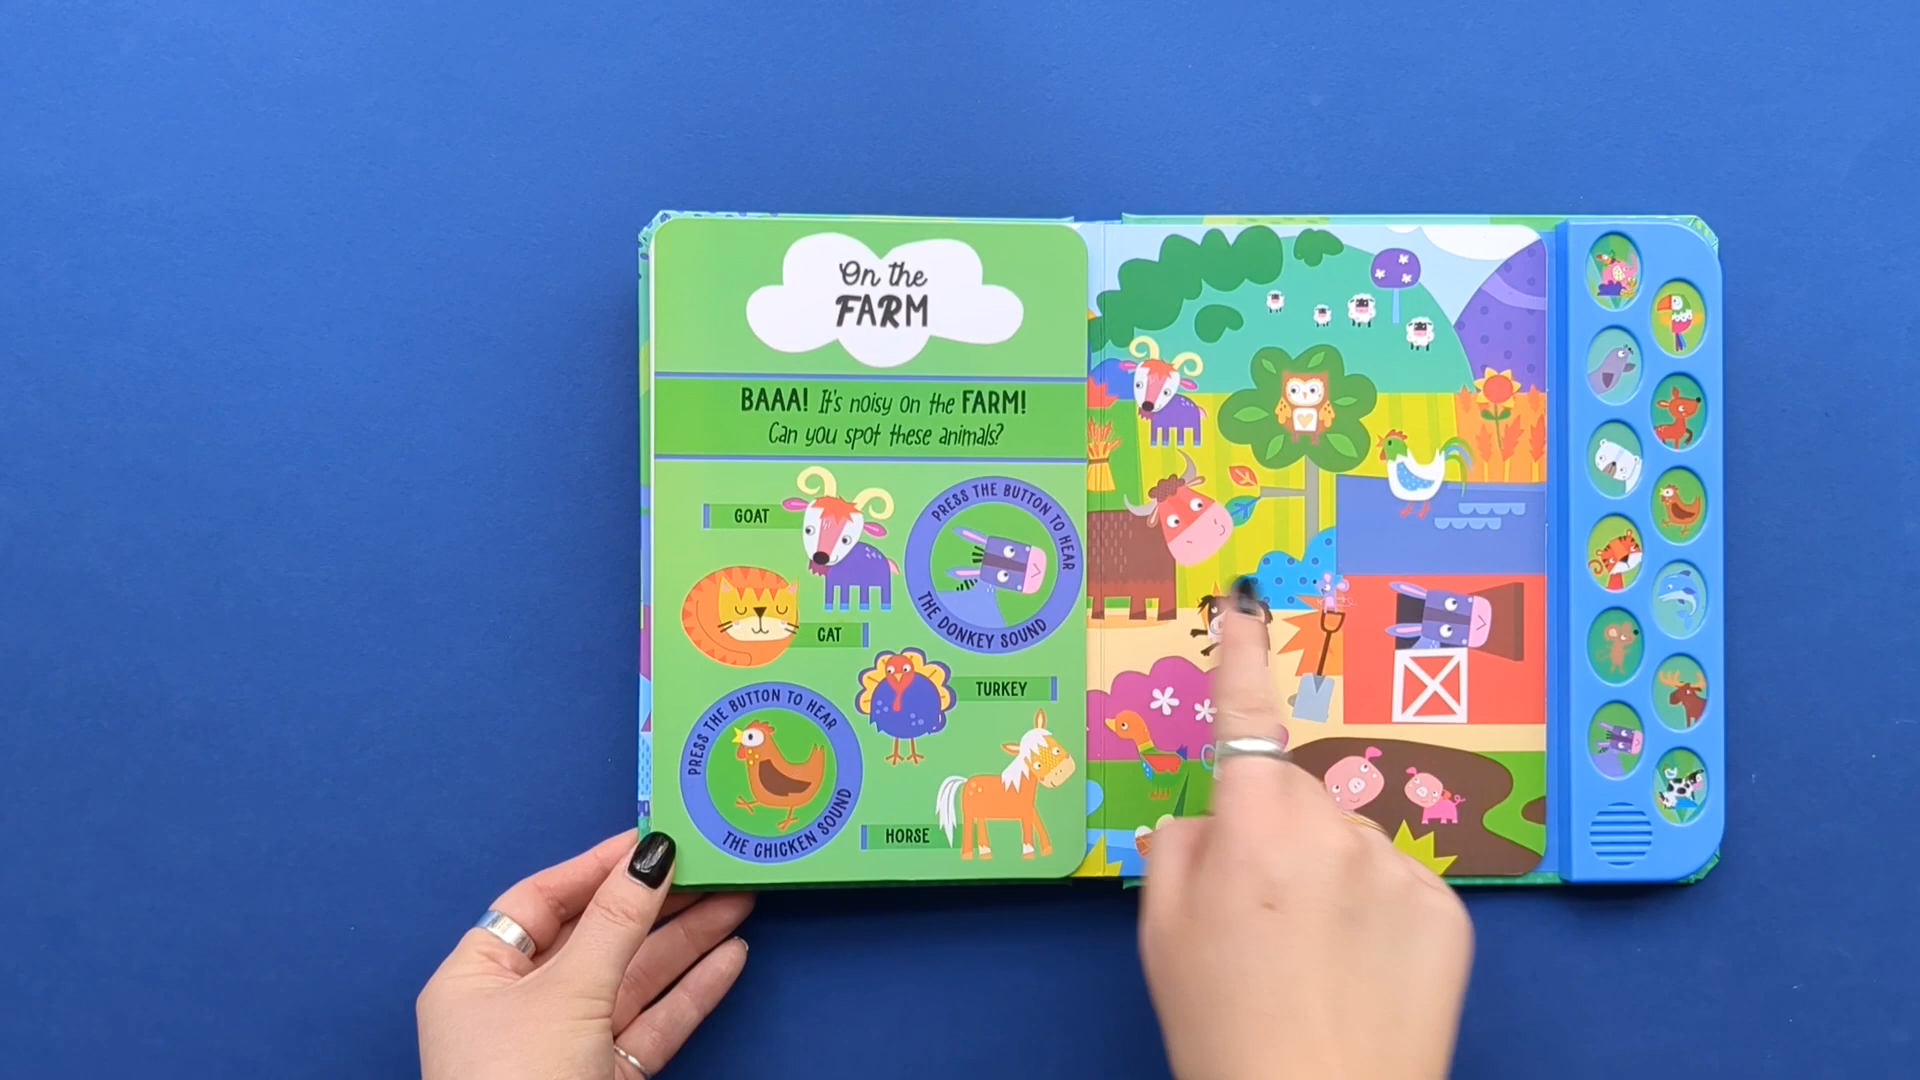 On the
FARM
BAAA! It's noisy on the FARM!
Can you spot these animals?
GOAT
PRESS THE BUTTON TO HEAR
THE DONKEY SOUND
CAT
TURKEY
PRESS THE BUTTON TO HEAR
THE CHICKEN SOUND
HORSE